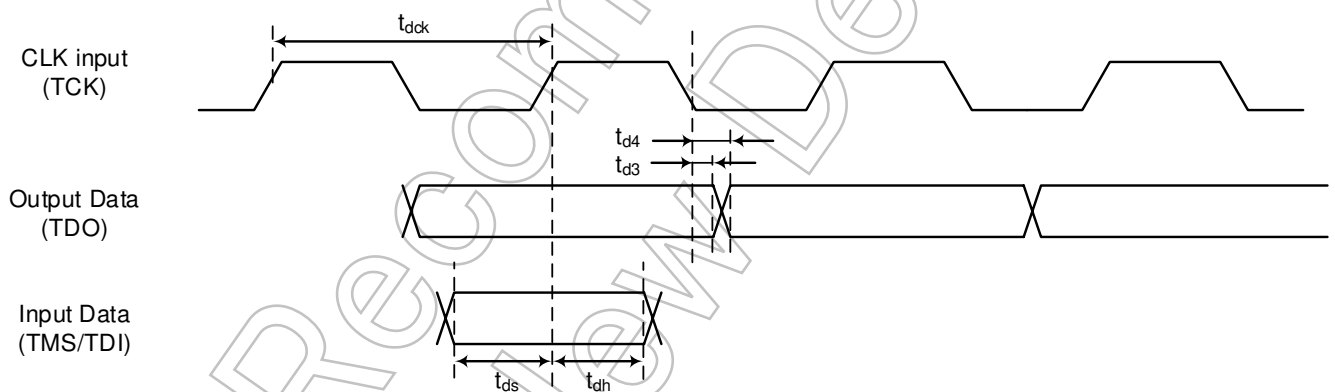 t_dck
CLK input
(TCK)
t_d4
t_d3
Output Data
(TDO)
Input Data
(TMS/TDI)
t_ds t_dh